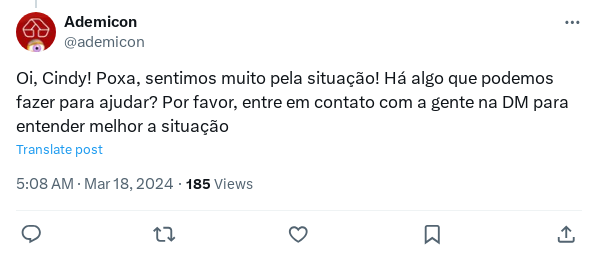 Ademicon
@ademicon
Oi, Cindy! Poxa, sentimos muito pela situação! Há algo que podemos
fazer para ajudar? Por favor, entre em contato com a gente na DM para
entender melhor a situação
Translate post
5:08 AM · Mar 18, 2024 · 185 Views